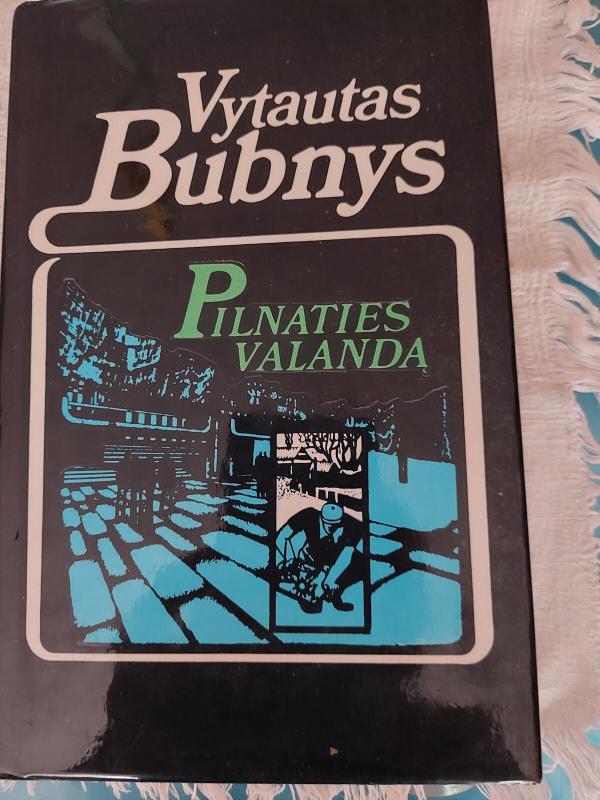 Vytautas
Bubnys
PILNATIES
VALANDĄ